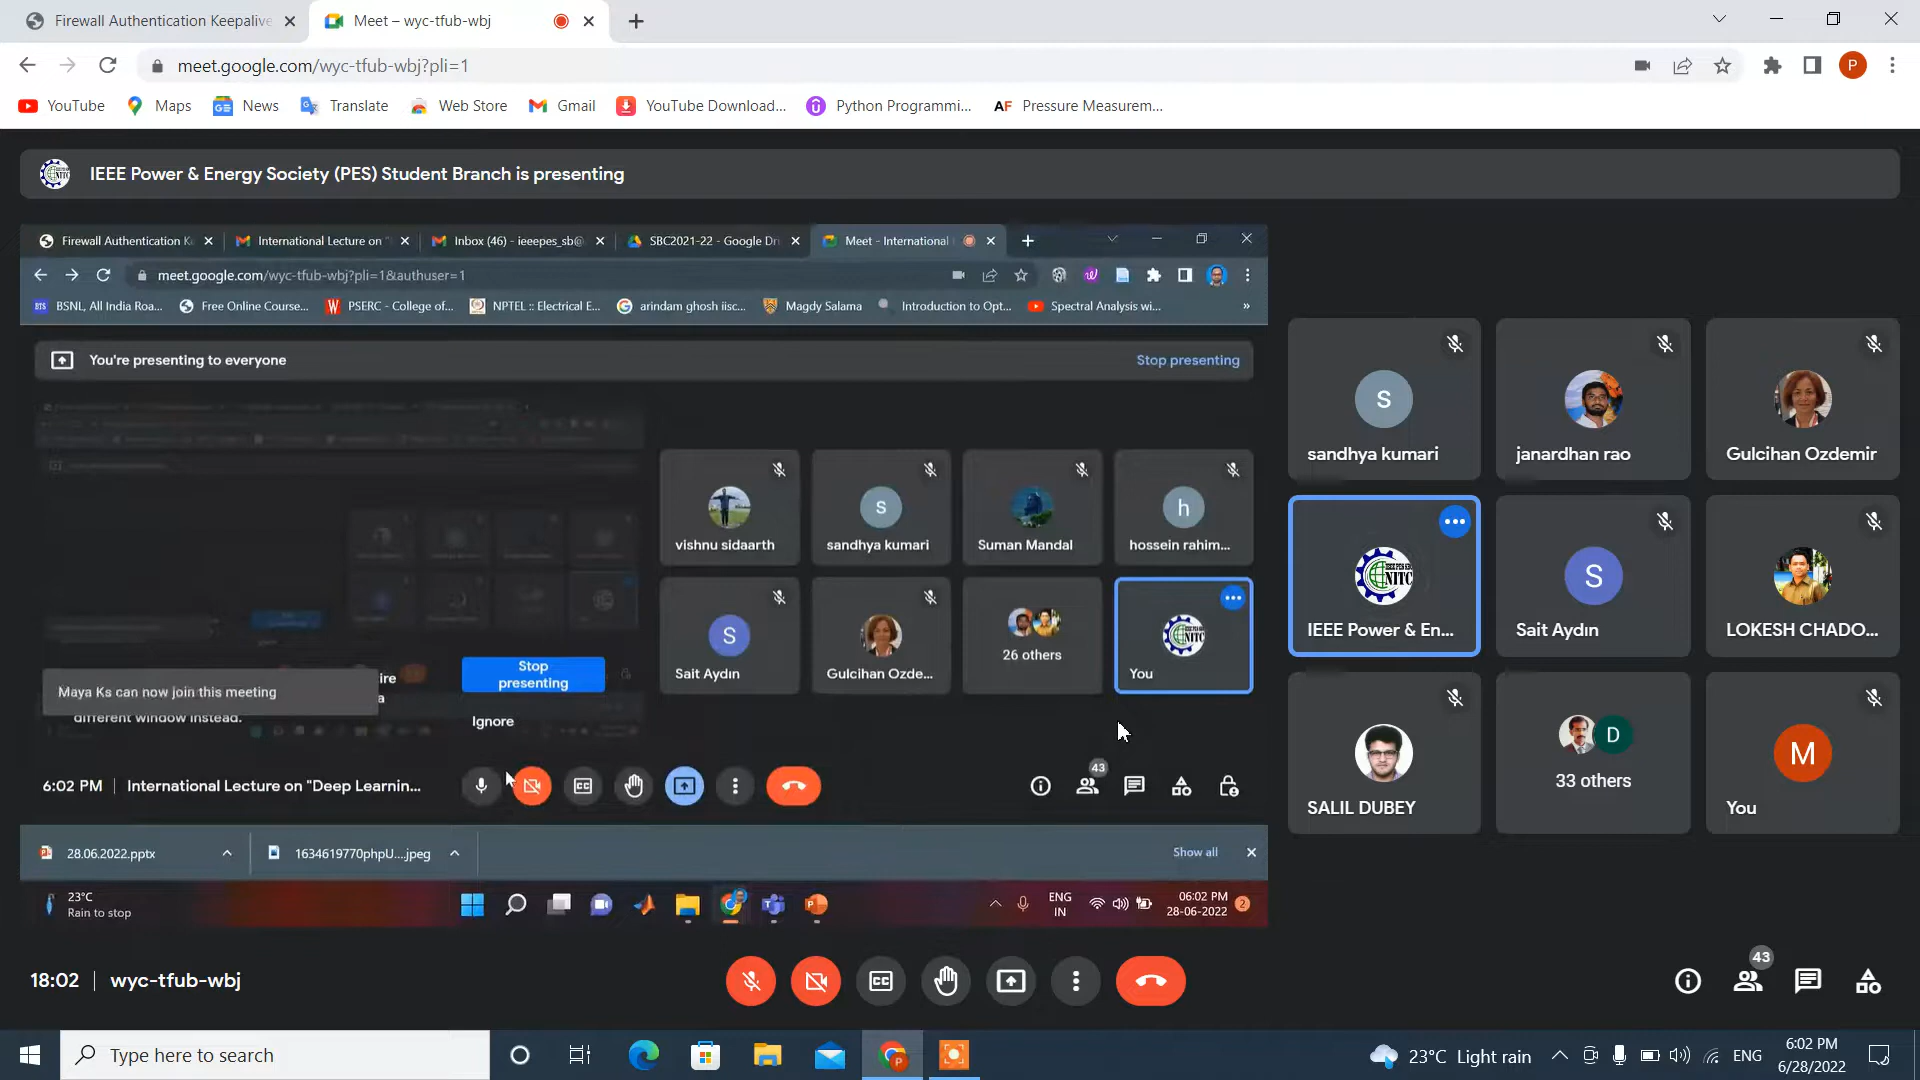 Firewall Authentication Keepalive
Meet – wyc-tfub-wbj
meet.google.com/wyc-tfub-wbj?pli=1
P
YouTube
Maps
News
Translate
Web Store
Gmail
YouTube Download...
Python Programmi...
AF Pressure Measurem...
IEEE Power & Energy Society (PES) Student Branch is presenting
Firewall Authentication K
International Lecture on "
Inbox (46) - ieeepes_sb@
SBC2021-22 - Google Dri
Meet - International
meet.google.com/wyc-tfub-wbj?pli=1&authuser=1
BSNL, All India Roa...
Free Online Course...
PSERC - College of...
NPTEL :: Electrical E...
arindam ghosh iisc...
Magdy Salama
Introduction to Opt...
Spectral Analysis wi...
»
You're presenting to everyone
Stop presenting
vishnu sidaarth
S
sandhya kumari
Suman Mandal
h
hossein rahim...
S
Sait Aydın
Gulcihan Ozde...
26 others
NITC
You
Maya Ks can now join this meeting
ire
a
different window instead.
Stop
presenting
Ignore
6:02 PM | International Lecture on "Deep Learnin...
43
28.06.2022.pptx
1634619770phpU....jpeg
Show all
23°C
Rain to stop
ENG
IN
06:02 PM
28-06-2022
2
S
sandhya kumari
janardhan rao
Gulcihan Ozdemir
NITC
IEEE Power & En...
S
Sait Aydın
LOKESH CHADO...
SALIL DUBEY
D
33 others
M
You
18:02 | wyc-tfub-wbj
43
Type here to search
P
23°C Light rain
ENG
6:02 PM
6/28/2022